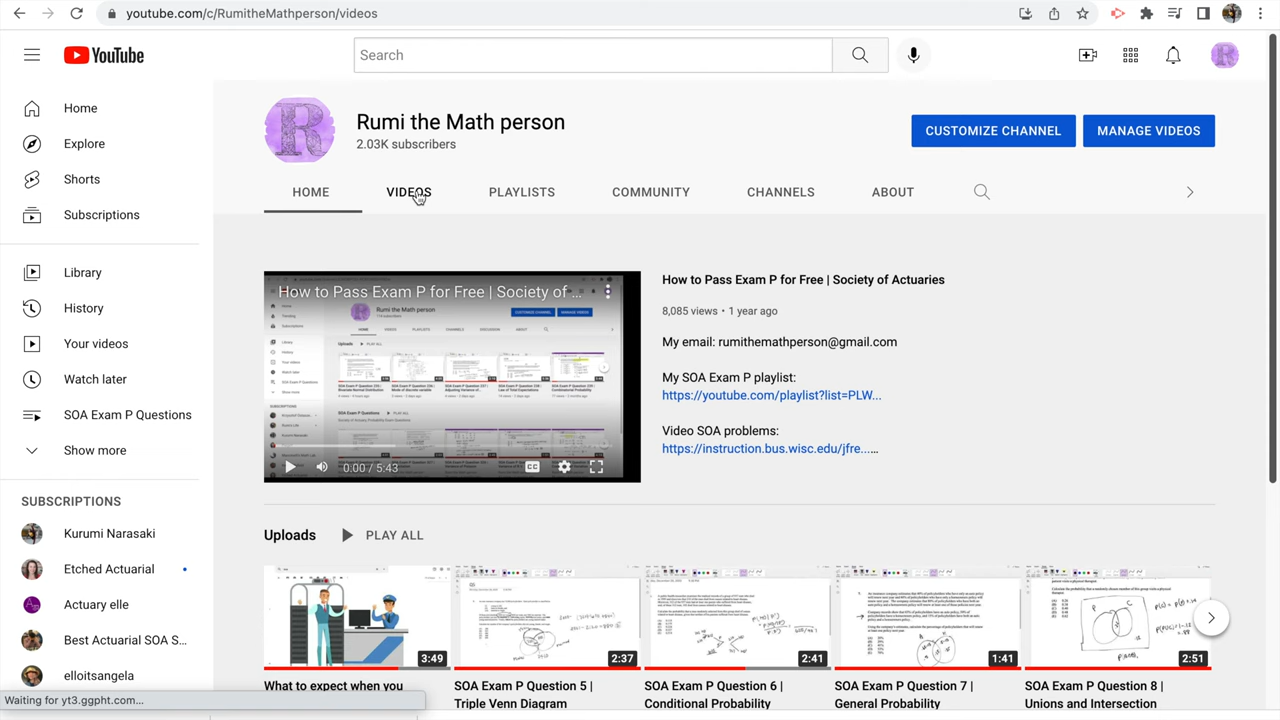 youtube.com/c/RumitheMathperson/videos
YouTube
Search
Home
Explore
Shorts
Subscriptions
Library
History
Your videos
Watch later
SOA Exam P Questions
Show more
SUBSCRIPTIONS
Kurumi Narasaki
Etched Actuarial
Actuary elle
Best Actuarial SOA S...
elloitsangela
Waiting for yt3.ggpht.com...
R
Rumi the Math person
2.03K subscribers
CUSTOMIZE CHANNEL
MANAGE VIDEOS
HOME
VIDEOS
PLAYLISTS
COMMUNITY
CHANNELS
ABOUT
How to Pass Exam P for Free | Society of ...
0:00 / 5:43
CC
How to Pass Exam P for Free | Society of Actuaries
8,085 views • 1 year ago
My email: rumithemathperson@gmail.com
My SOA Exam P playlist:
https://youtube.com/playlist?list=PLW...
Video SOA problems:
https://instruction.bus.wisc.edu/jfre...…
Uploads
PLAY ALL
3:49
What to expect when you
2:37
SOA Exam P Question 5 |
Triple Venn Diagram
2:41
SOA Exam P Question 6 |
Conditional Probability
1:41
SOA Exam P Question 7 |
General Probability
2:51
SOA Exam P Question 8 |
Unions and Intersection